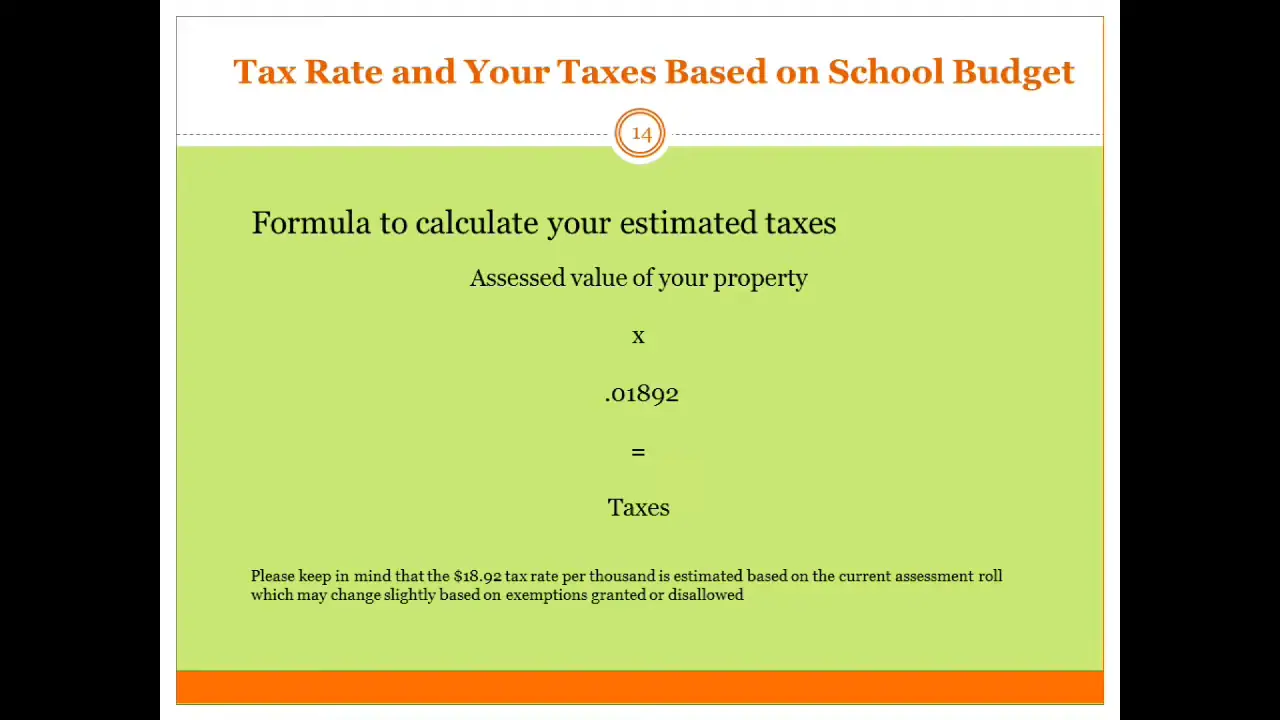 Tax Rate and Your Taxes Based on School Budget
14
Formula to calculate your estimated taxes
Assessed value of your property
x
.01892
=
Taxes
Please keep in mind that the $18.92 tax rate per thousand is estimated based on the current assessment roll
which may change slightly based on exemptions granted or disallowed